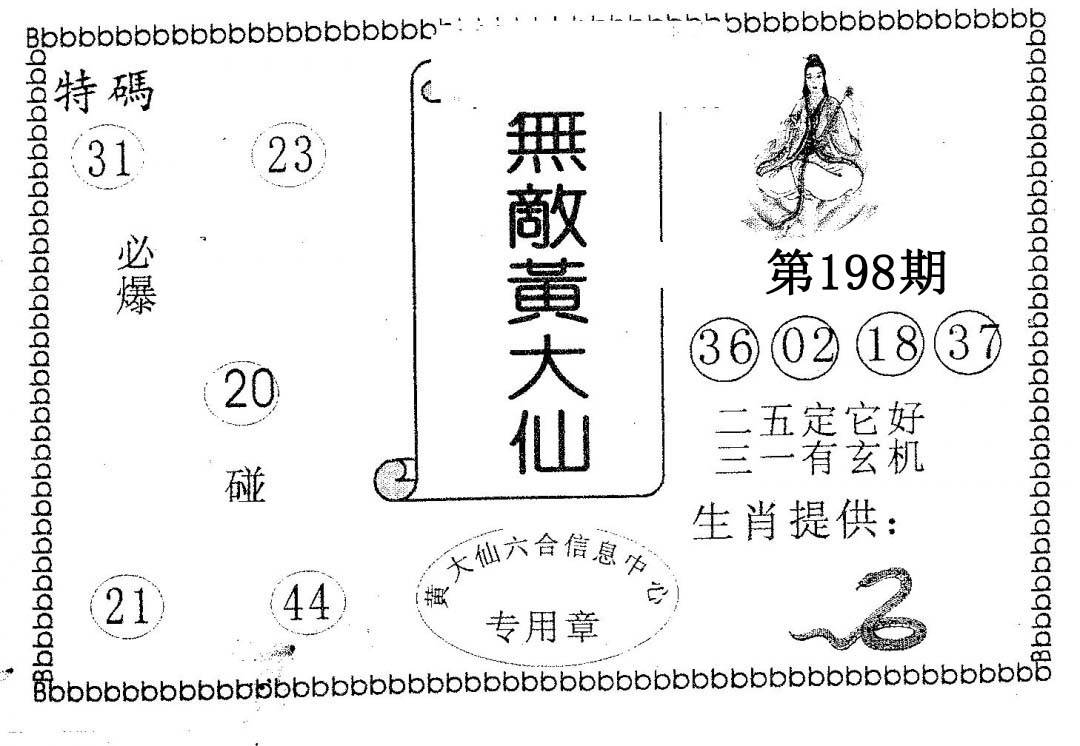 特碼
31 23
必爆
20
碰
21 44
無敵黃大仙
黃大仙六合信息中心
专用章
第198期
36 02 18 37
二五定它好
三一有玄机
生肖提供：